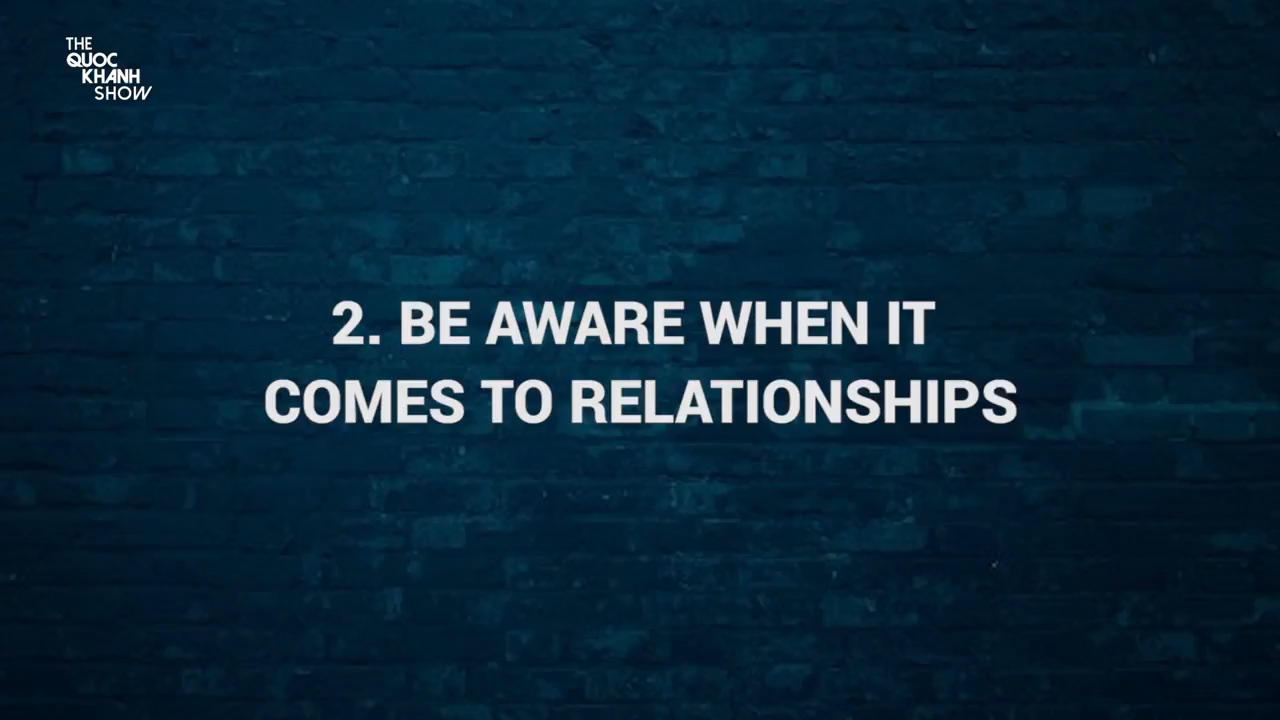 THE
QUOC
KHANH
SHOW
2. BE AWARE WHEN IT
COMES TO RELATIONSHIPS